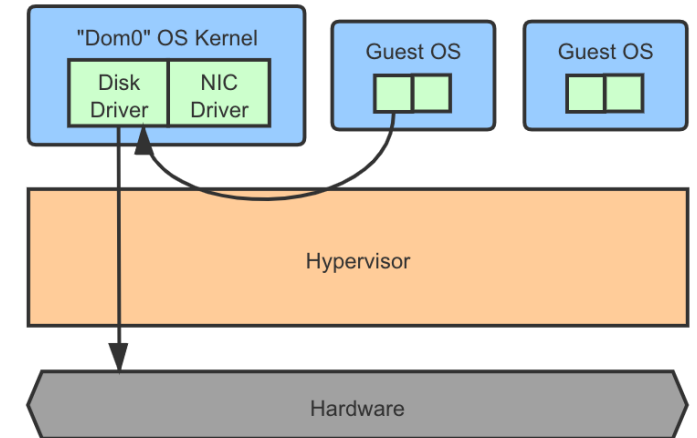 "Dom0" OS Kernel
Disk
Driver
NIC
Driver
Guest OS
Guest OS
Hypervisor
Hardware